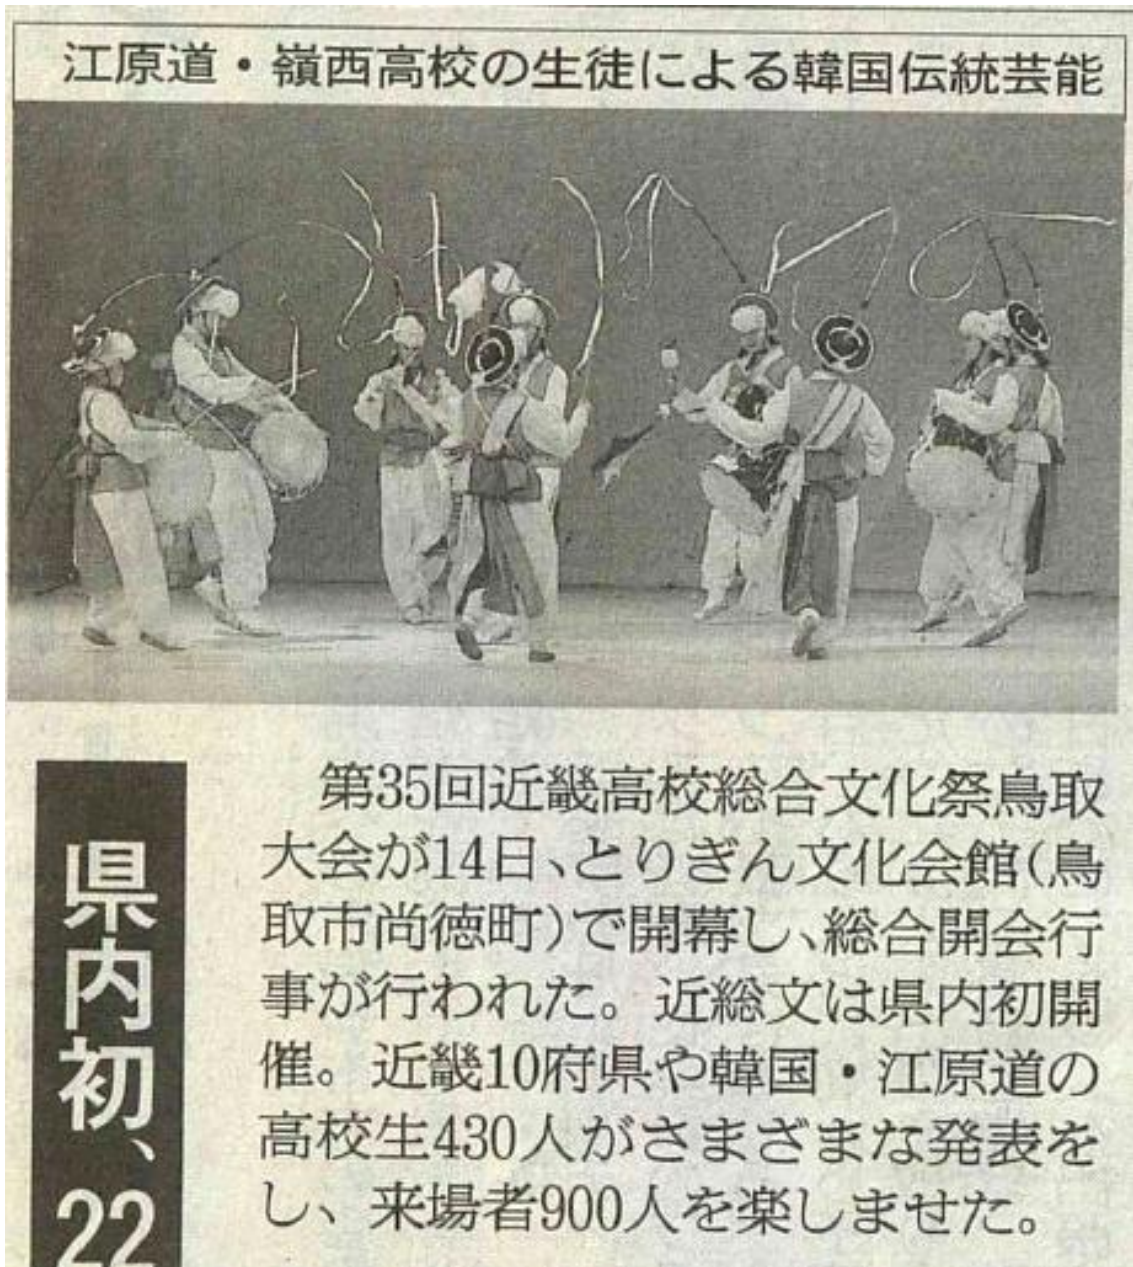 江原道・嶺西高校の生徒による韓国伝統芸能
第35回近畿高校総合文化祭鳥取
大会が14日、とりぎん文化会館(鳥
取市尚徳町)で開幕し、総合開会行
事が行われた。近総文は県内初開
催。近畿10府県や韓国・江原道の
高校生430人がさまざまな発表を
し、来場者900人を楽しませた。
県内初、22